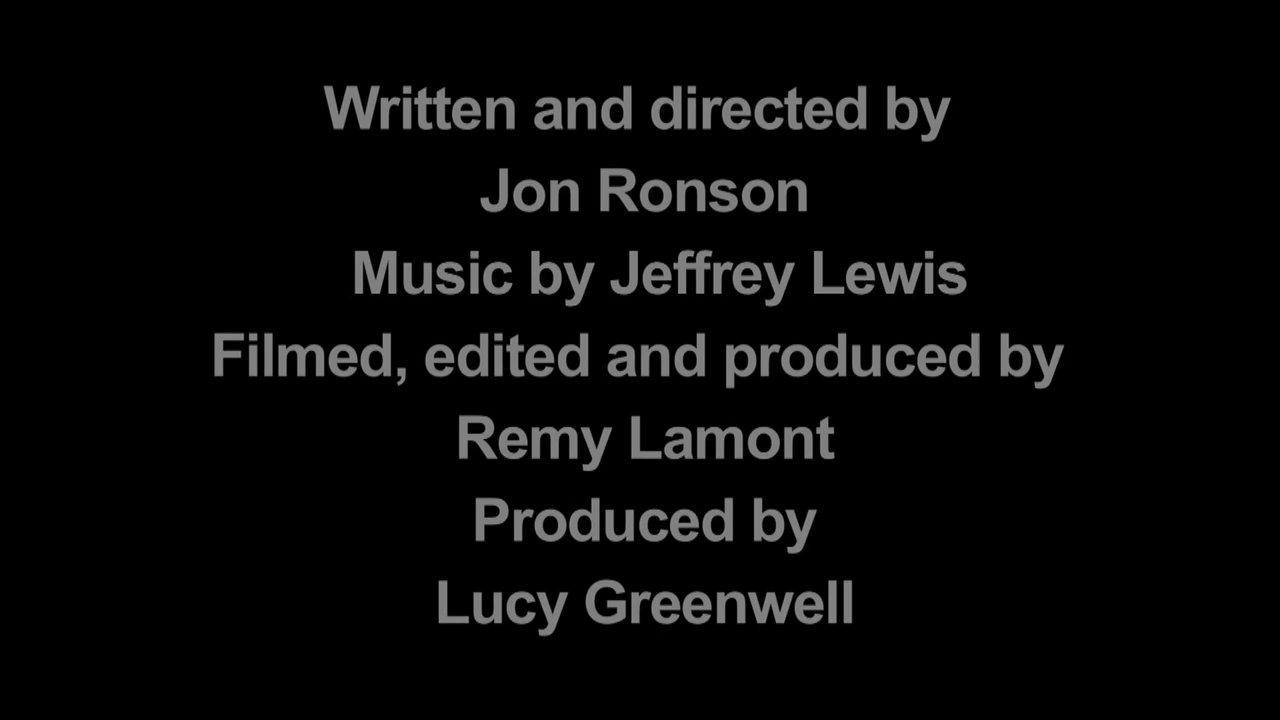 Written and directed by
Jon Ronson
Music by Jeffrey Lewis
Filmed, edited and produced by
Remy Lamont
Produced by
Lucy Greenwell